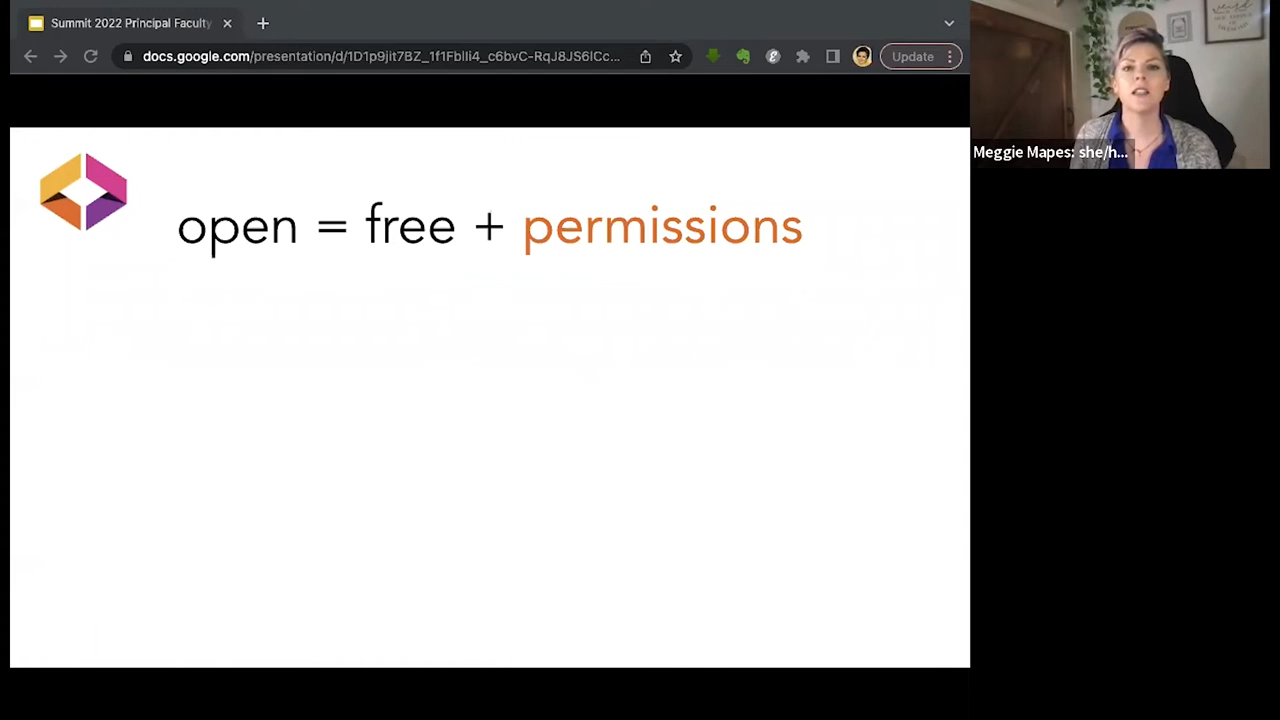 Summit 2022 Principal Faculty
docs.google.com/presentation/d/1D1p9jit7BZ_1f1FbIli4_c6bvC-RqJ8JS6lCc...
Update
Meggie Mapes: she/h...
open = free + permissions